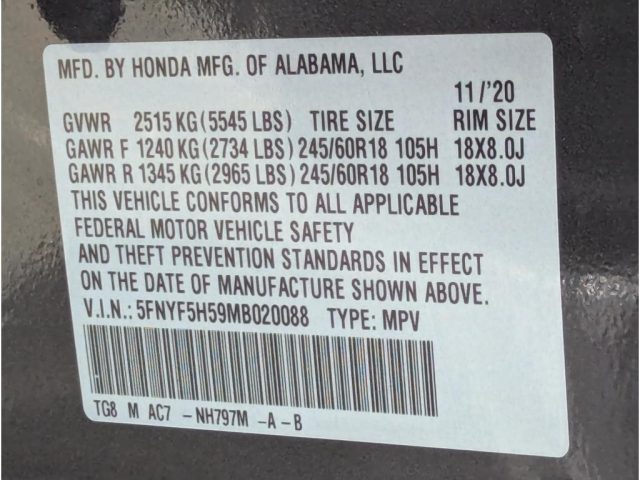 MFD. BY HONDA MFG. OF ALABAMA, LLC
11/'20
GVWR 2515 KG (5545 LBS) TIRE SIZE RIM SIZE
GAWR F 1240 KG (2734 LBS) 245/60R18 105H 18X8.0J
GAWR R 1345 KG (2965 LBS) 245/60R18 105H 18X8.0J
THIS VEHICLE CONFORMS TO ALL APPLICABLE
FEDERAL MOTOR VEHICLE SAFETY
AND THEFT PREVENTION STANDARDS IN EFFECT
ON THE DATE OF MANUFACTURE SHOWN ABOVE.
V.I.N.: 5FNYF5H59MB020088 TYPE: MPV
TG8 M AC7 - NH797M - A - B